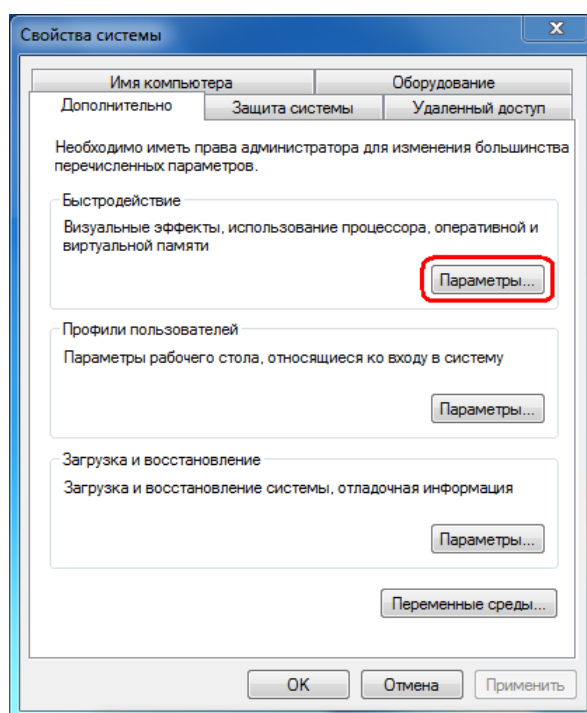 Свойства системы
x
Имя компьютера
Оборудование
Дополнительно
Защита системы
Удаленный доступ
Необходимо иметь права администратора для изменения большинства
перечисленных параметров.
Быстродействие
Визуальные эффекты, использование процессора, оперативной и
виртуальной памяти
Параметры...
Профили пользователей
Параметры рабочего стола, относящиеся ко входу в систему
Параметры...
Загрузка и восстановление
Загрузка и восстановление системы, отладочная информация
Параметры...
Переменные среды...
OK
Отмена
Применить